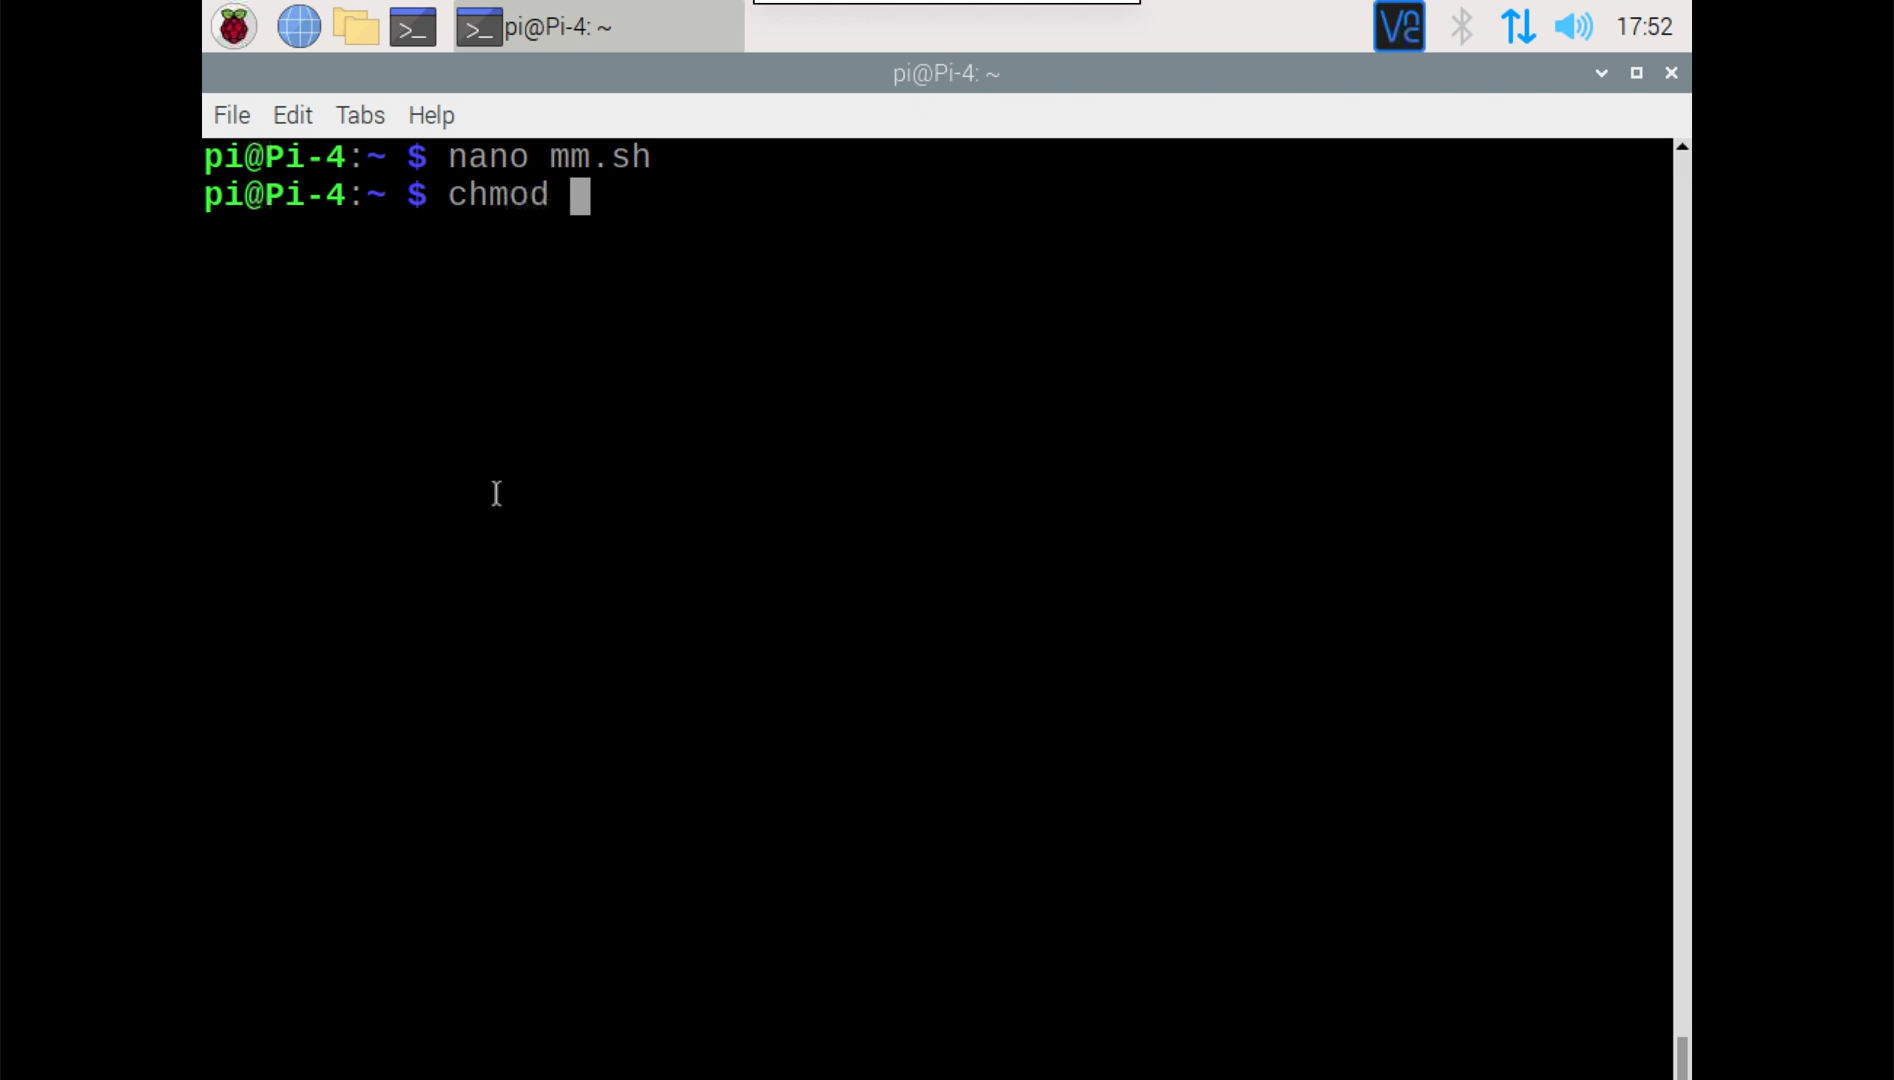 pi@Pi-4: ~
17:52
pi@Pi-4: ~
File Edit Tabs Help
pi@Pi-4:~ $ nano mm.sh
pi@Pi-4:~ $ chmod